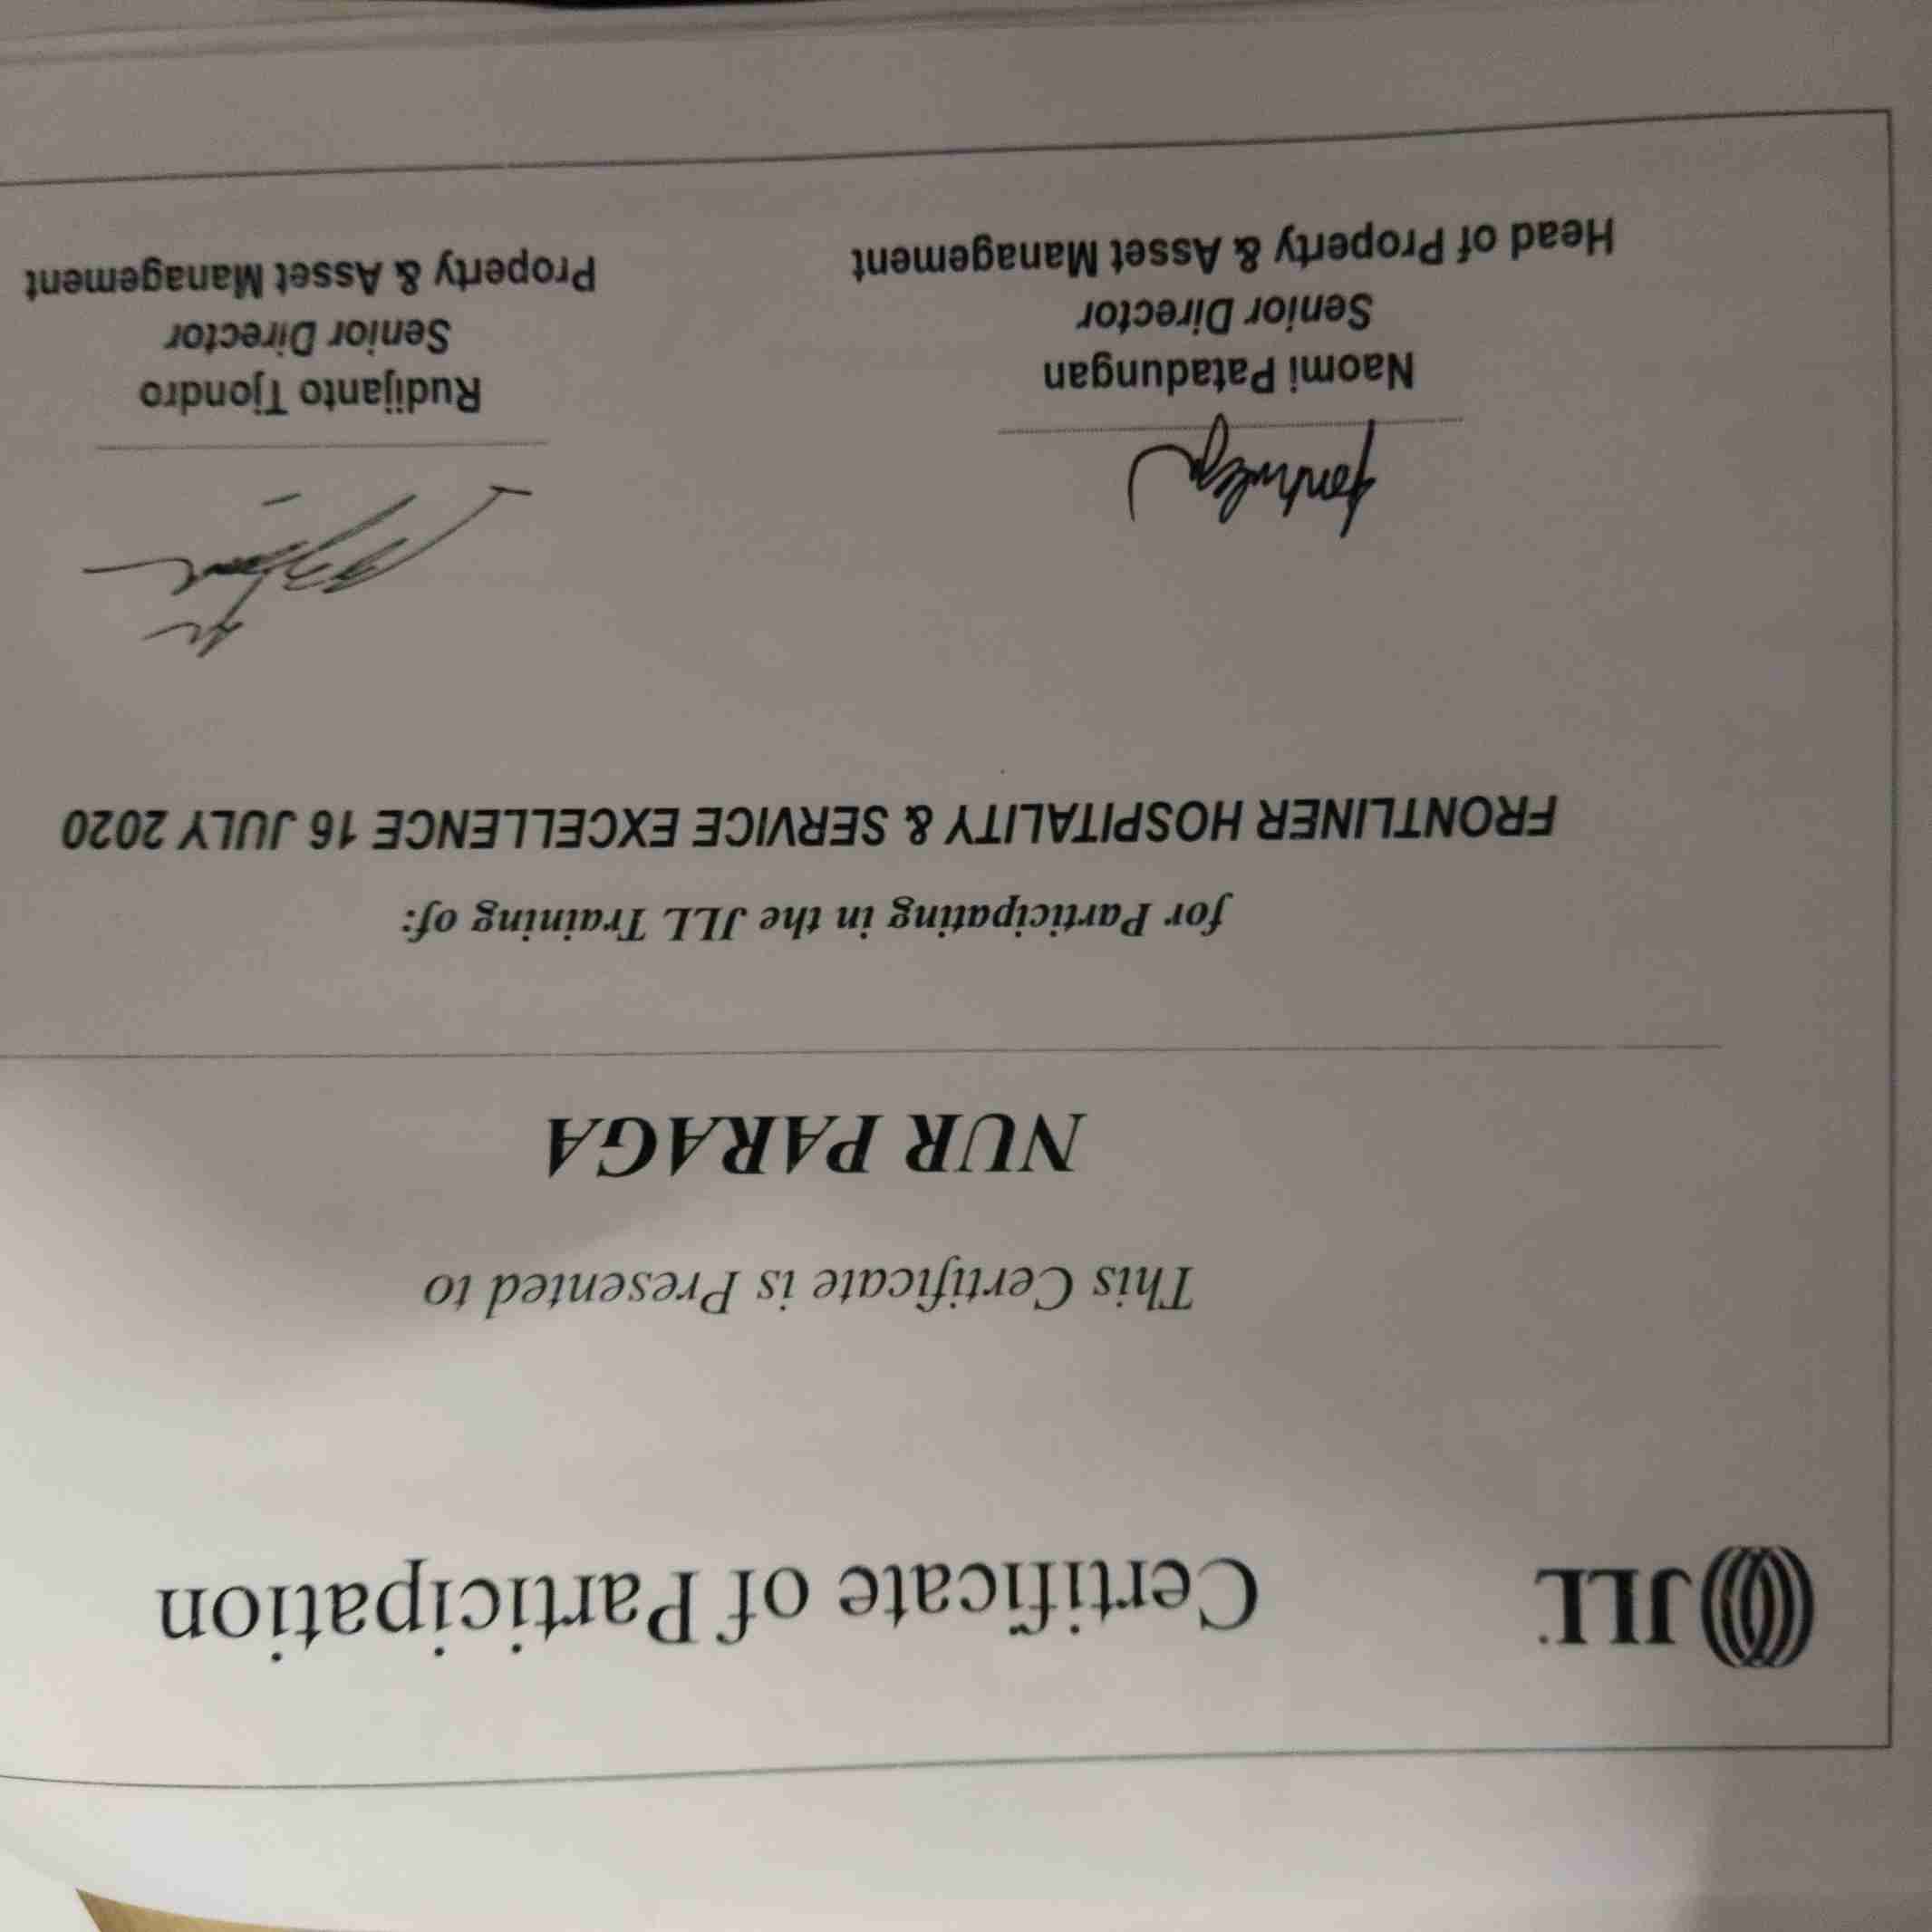 JLL
Certificate of Participation
This Certificate is Presented to
NUR PARAGA
for Participating in the JLL Training of:
FRONTLINER HOSPITALITY & SERVICE EXCELLENCE 16 JULY 2020
Naomi Patadungan
Senior Director
Head of Property & Asset Management
Rudijanto Tjondro
Senior Director
Property & Asset Management